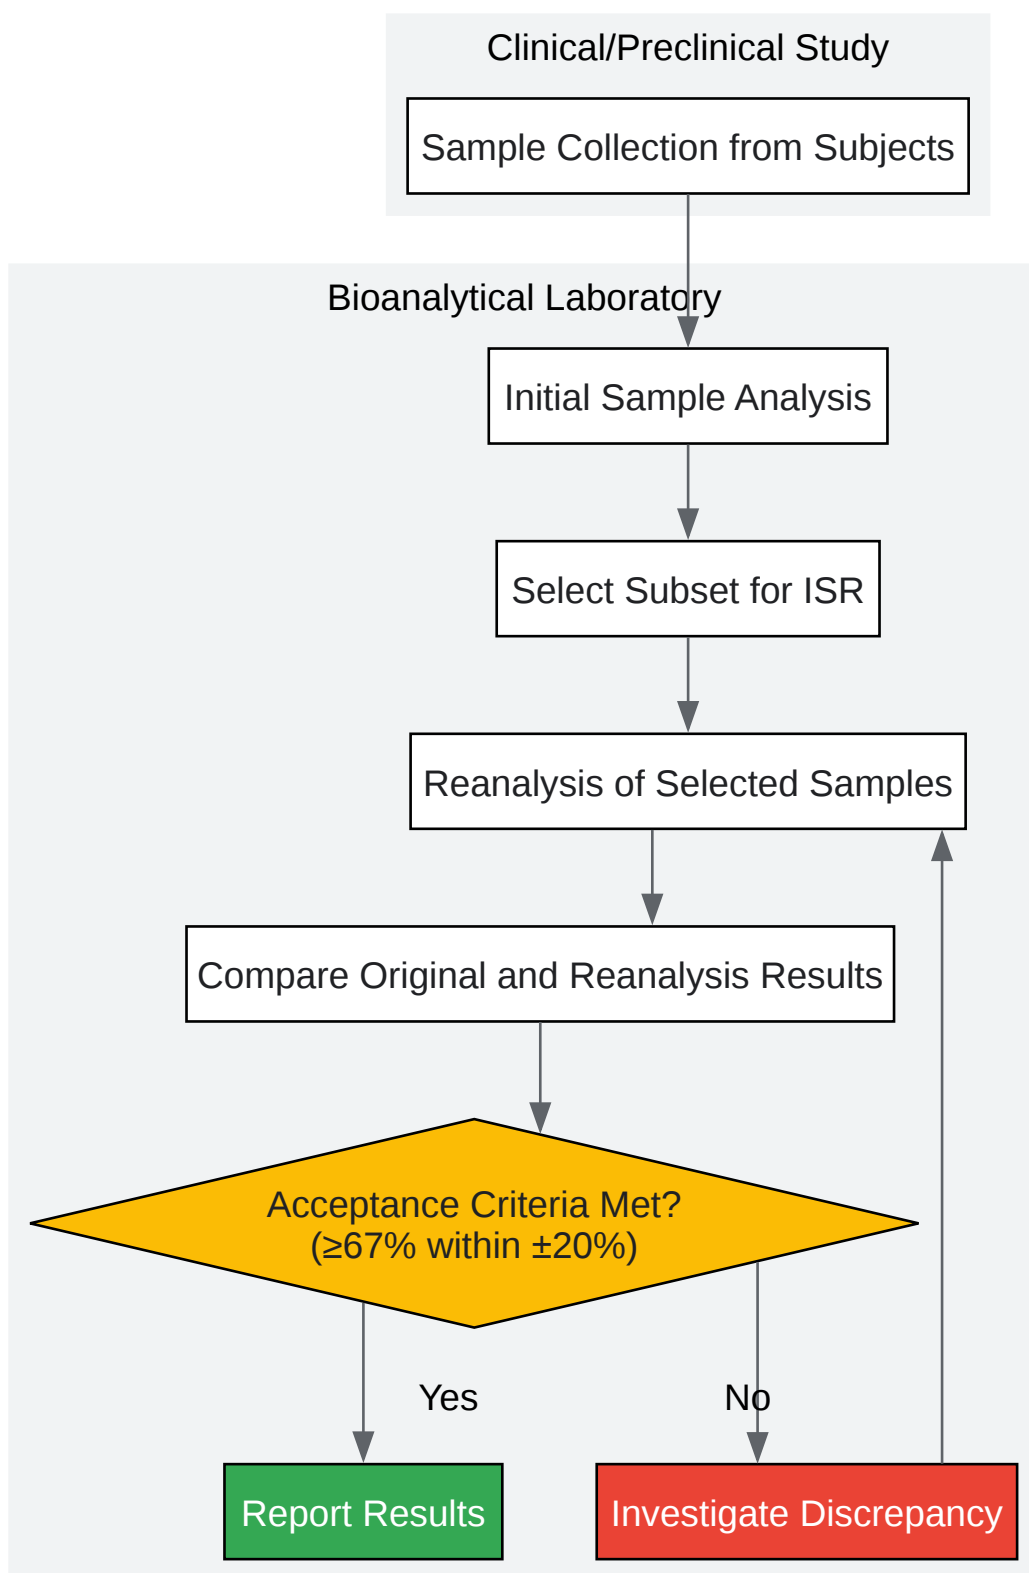 Clinical/Preclinical Study
Sample Collection from Subjects
Bioanalytical Laboratory
Initial Sample Analysis
Select Subset for ISR
Reanalysis of Selected Samples
Compare Original and Reanalysis Results
Acceptance Criteria Met?
(≥67% within ±20%)
Yes
No
Report Results
Investigate Discrepancy